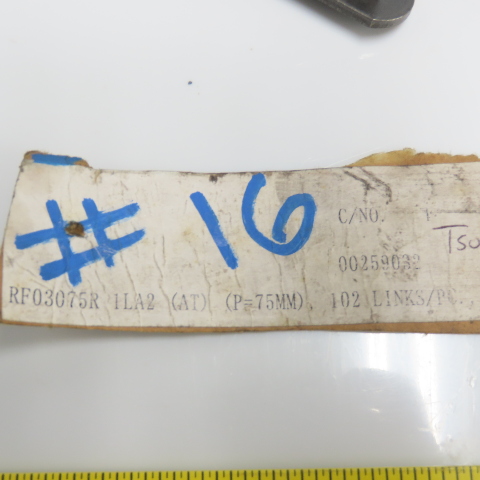 # 16
C/NO.
Tsu
00259032
RF03075R 1LA2 (AT) (P=75MM), 102 LINKS/PC.,